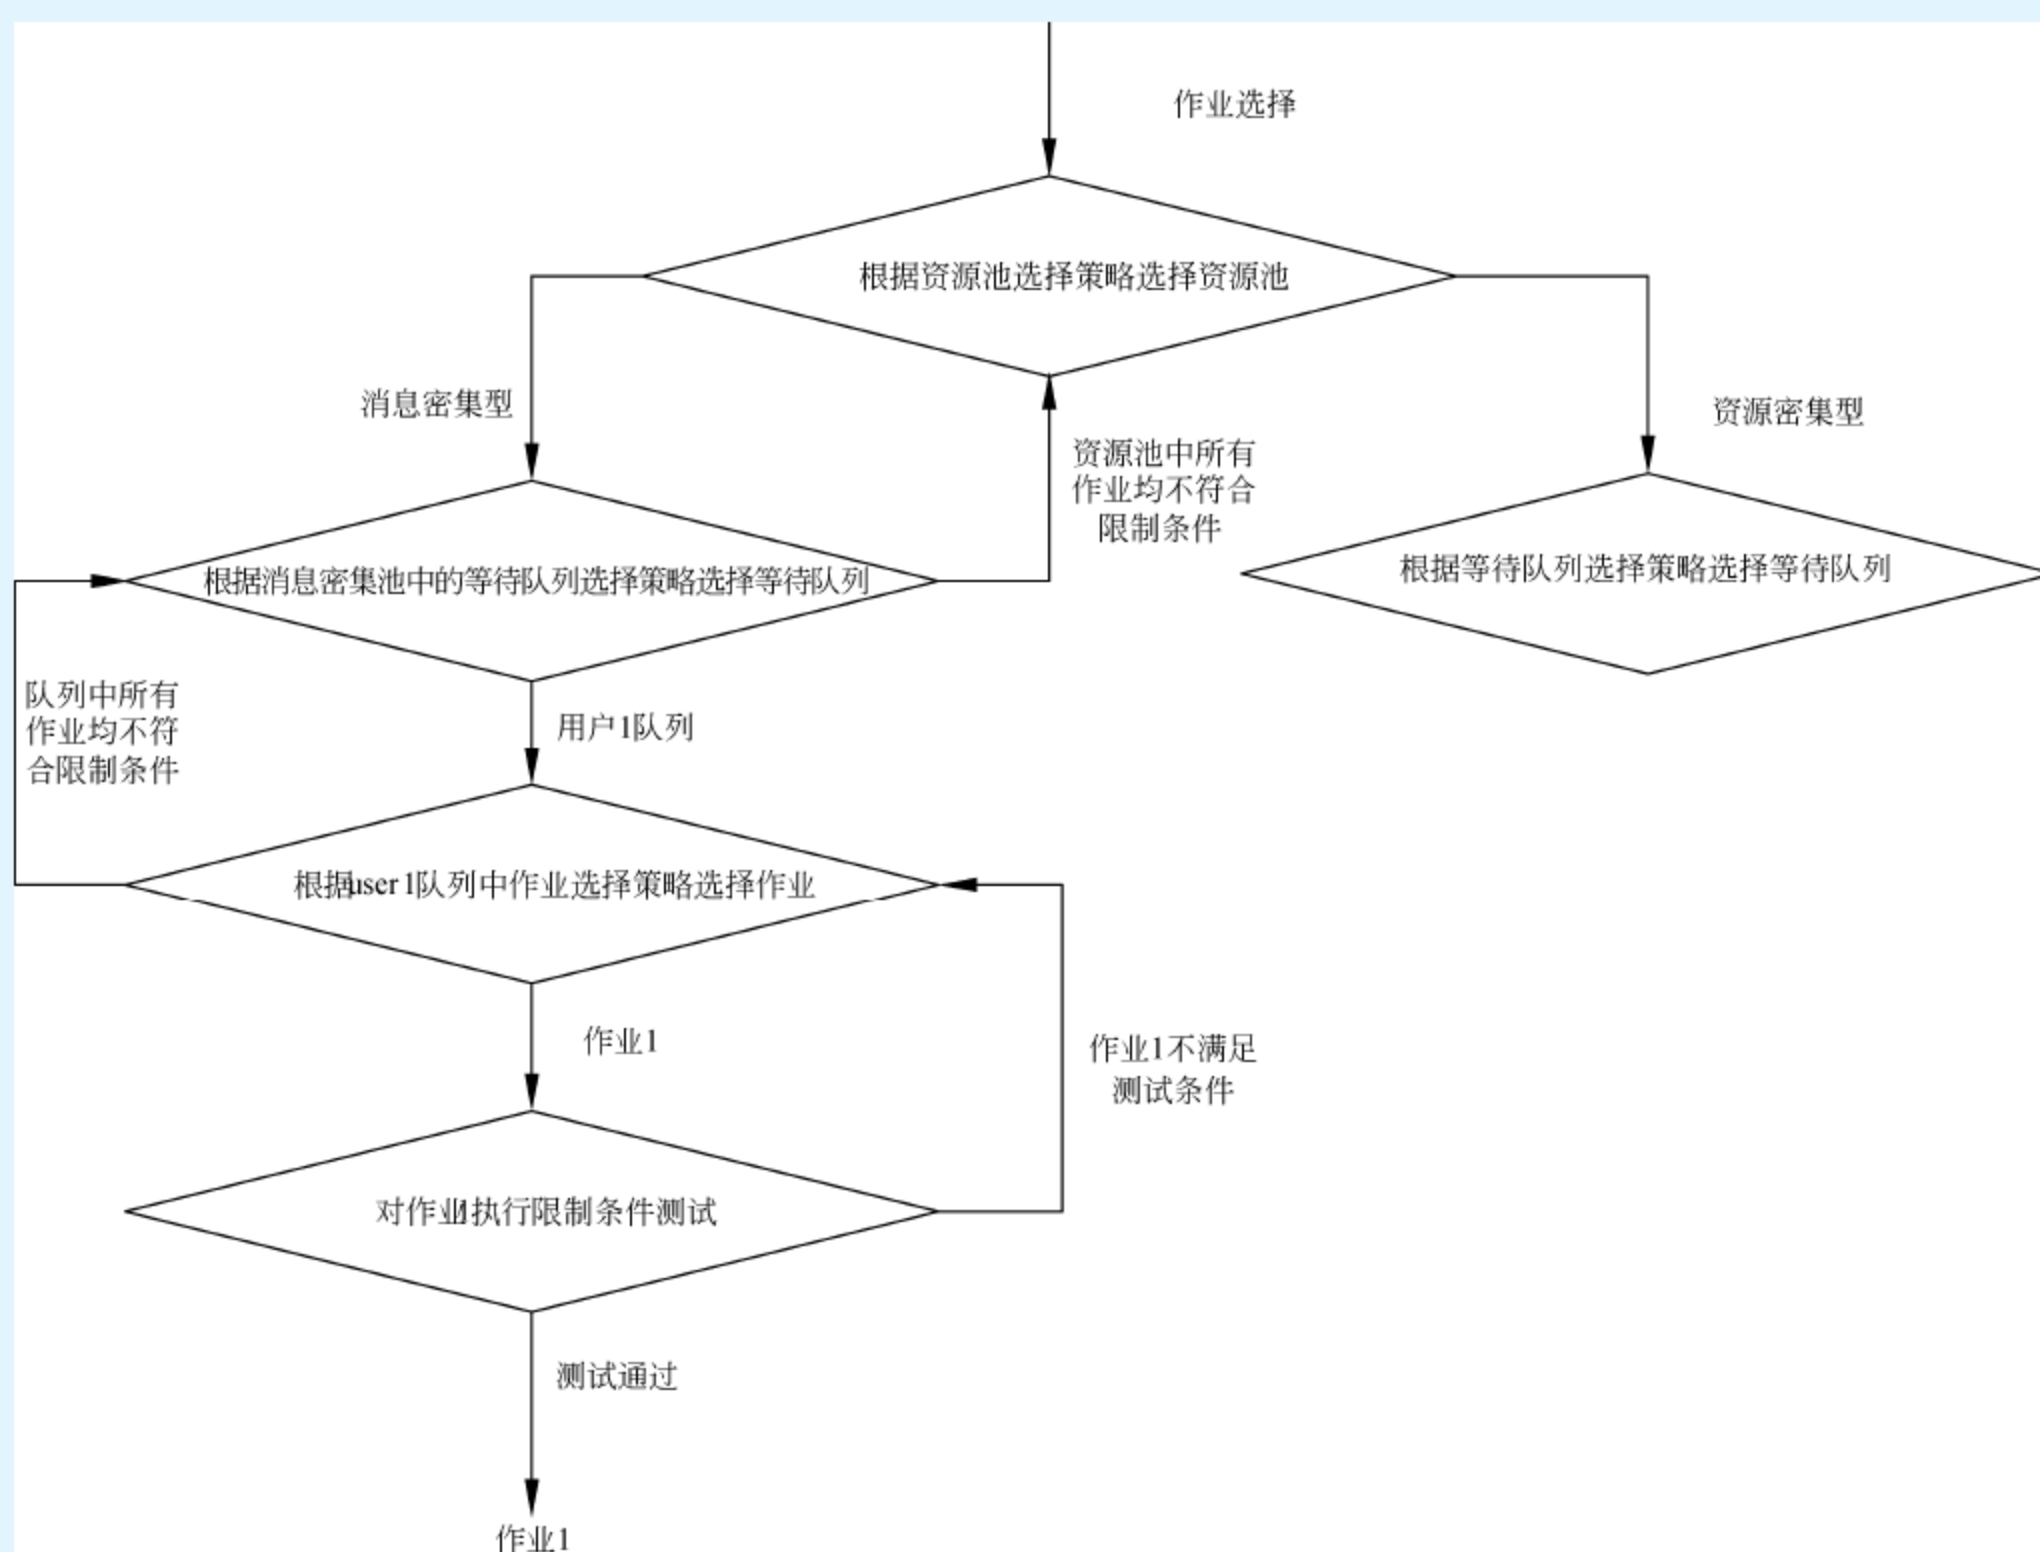 作业选择
根据资源池选择策略选择资源池
消息密集型
资源密集型
资源池中所有
作业均不符合
限制条件
根据消息密集池中的等待队列选择策略选择等待队列
根据等待队列选择策略选择等待队列
队列中所有
作业均不符
合限制条件
用户1队列
根据user 1队列中作业选择策略选择作业
作业1
作业1不满足
测试条件
对作业1执行限制条件测试
测试通过
作业1